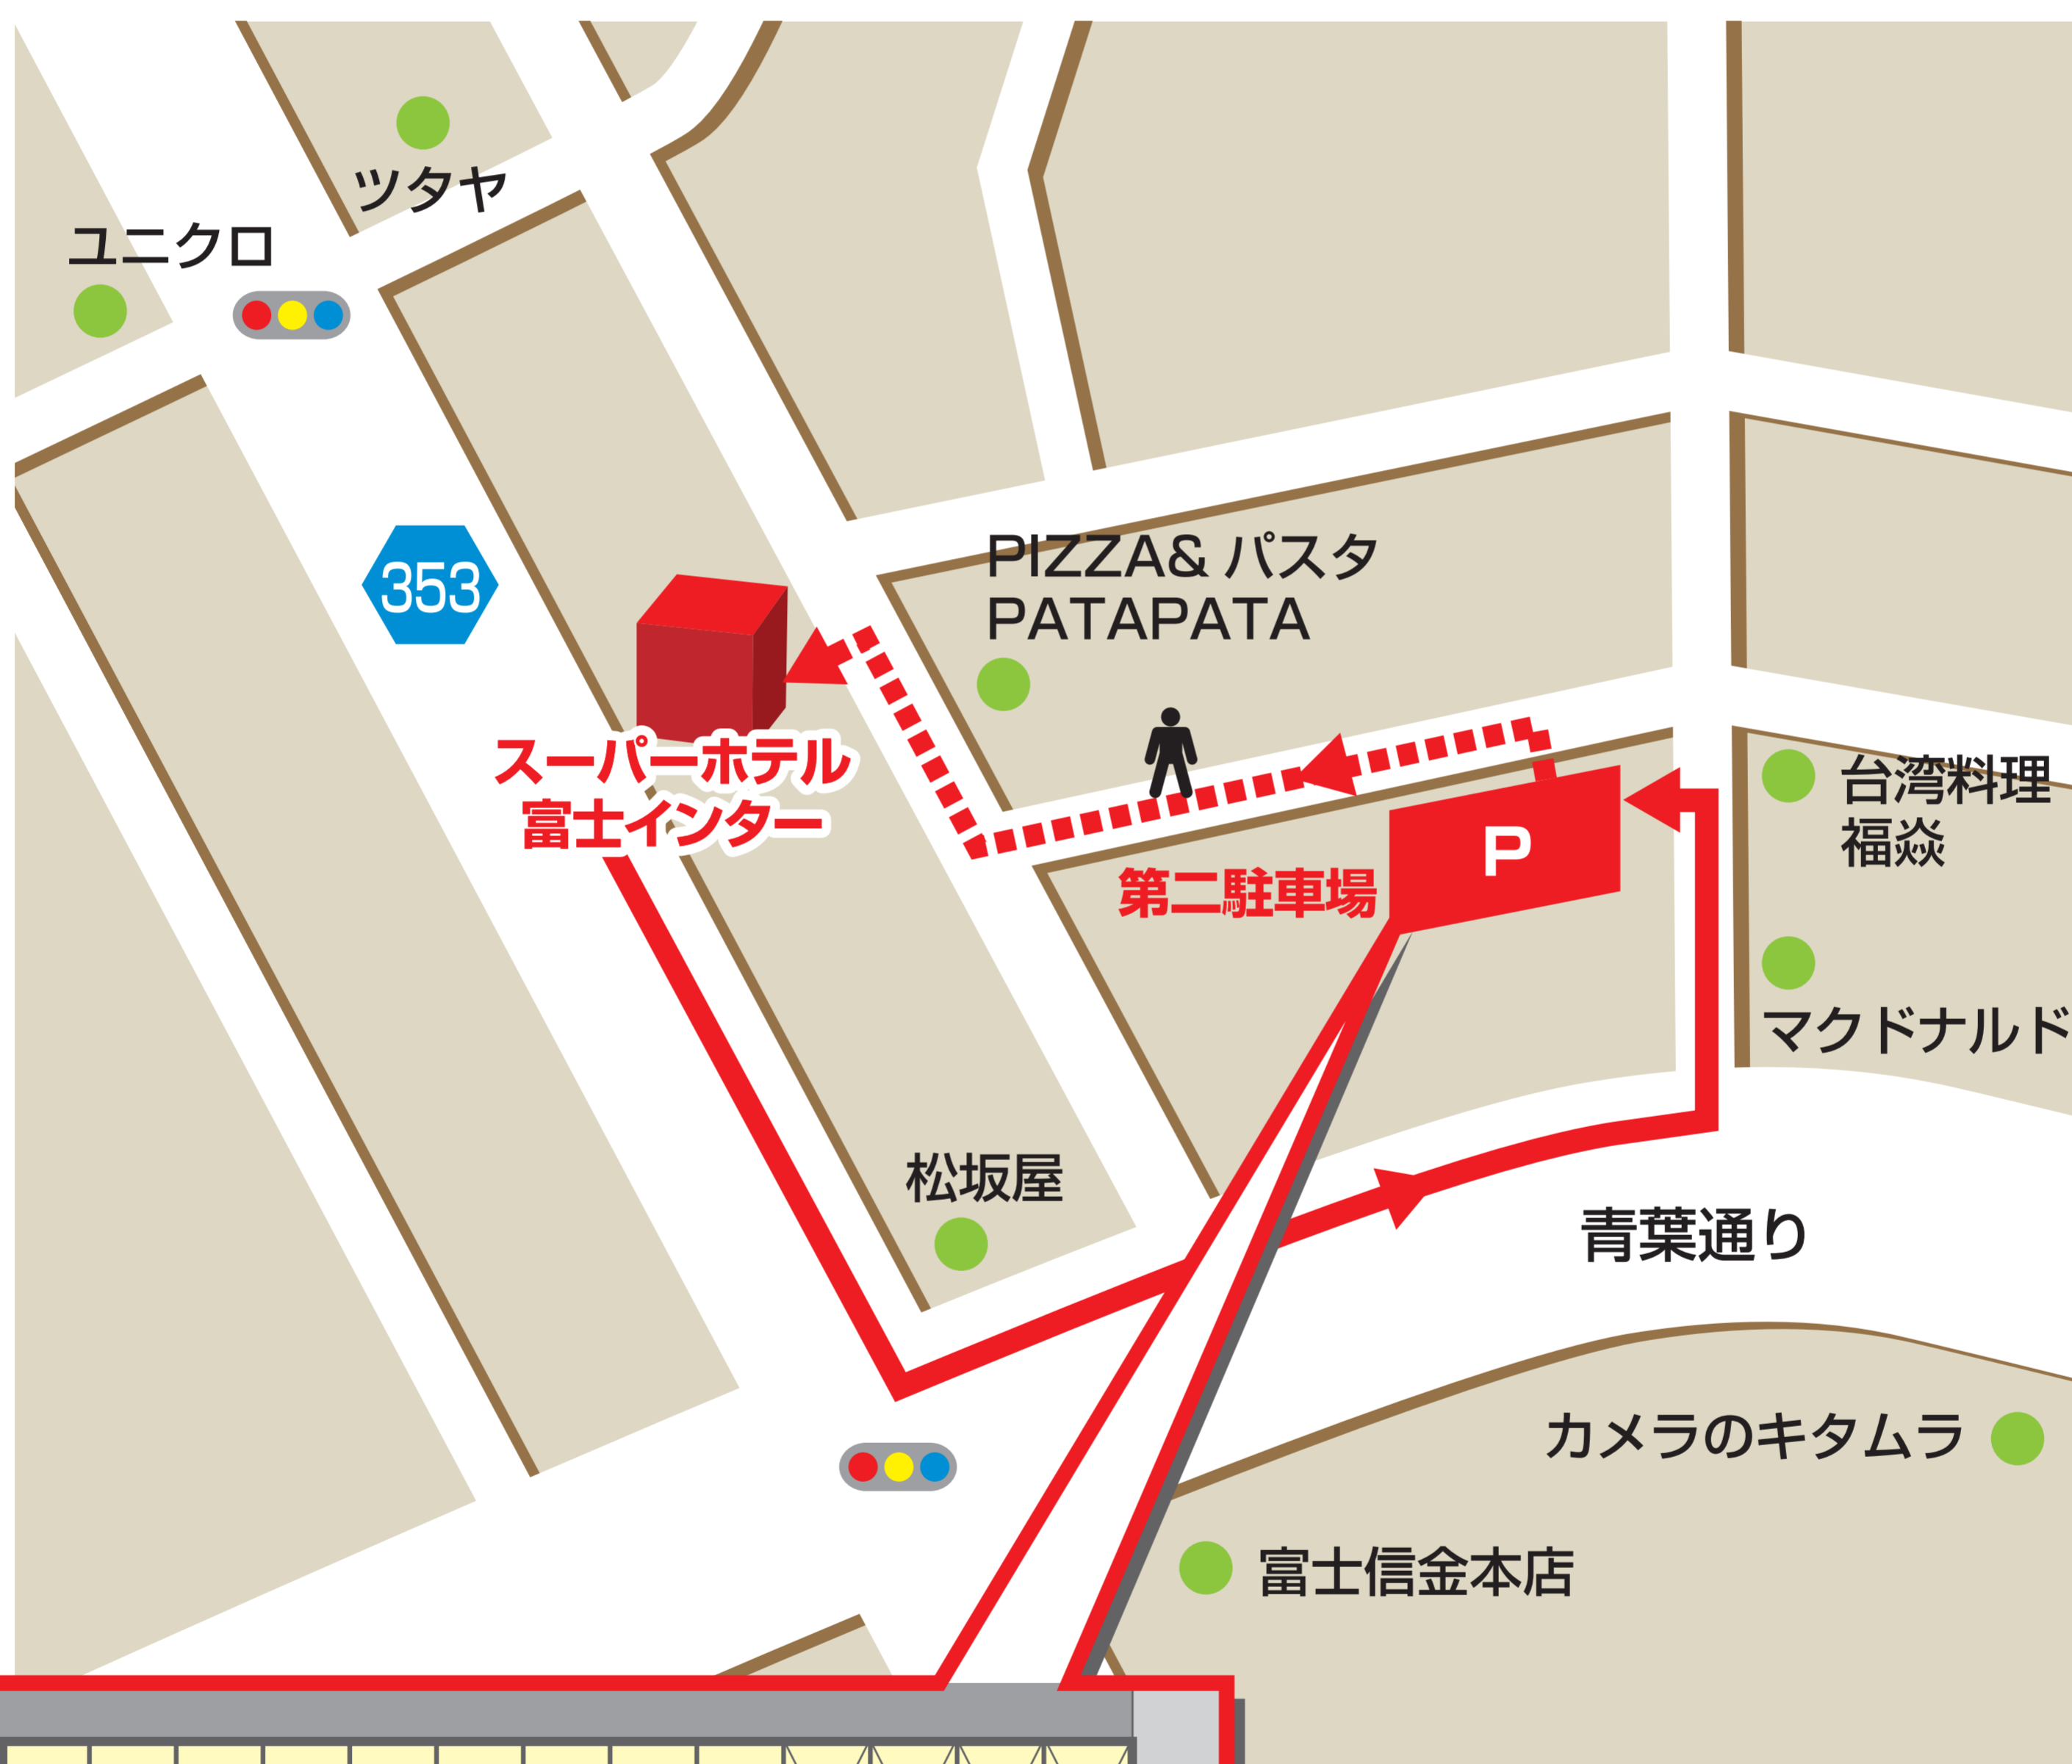 ツタヤ
ユニクロ
353
PIZZA& パスタ
PATAPATA
スーパーホテル
富士インター
台湾料理
福焱
P
第二駐車場
マクドナルド
松坂屋
青葉通り
カメラのキタムラ
富士信金本店